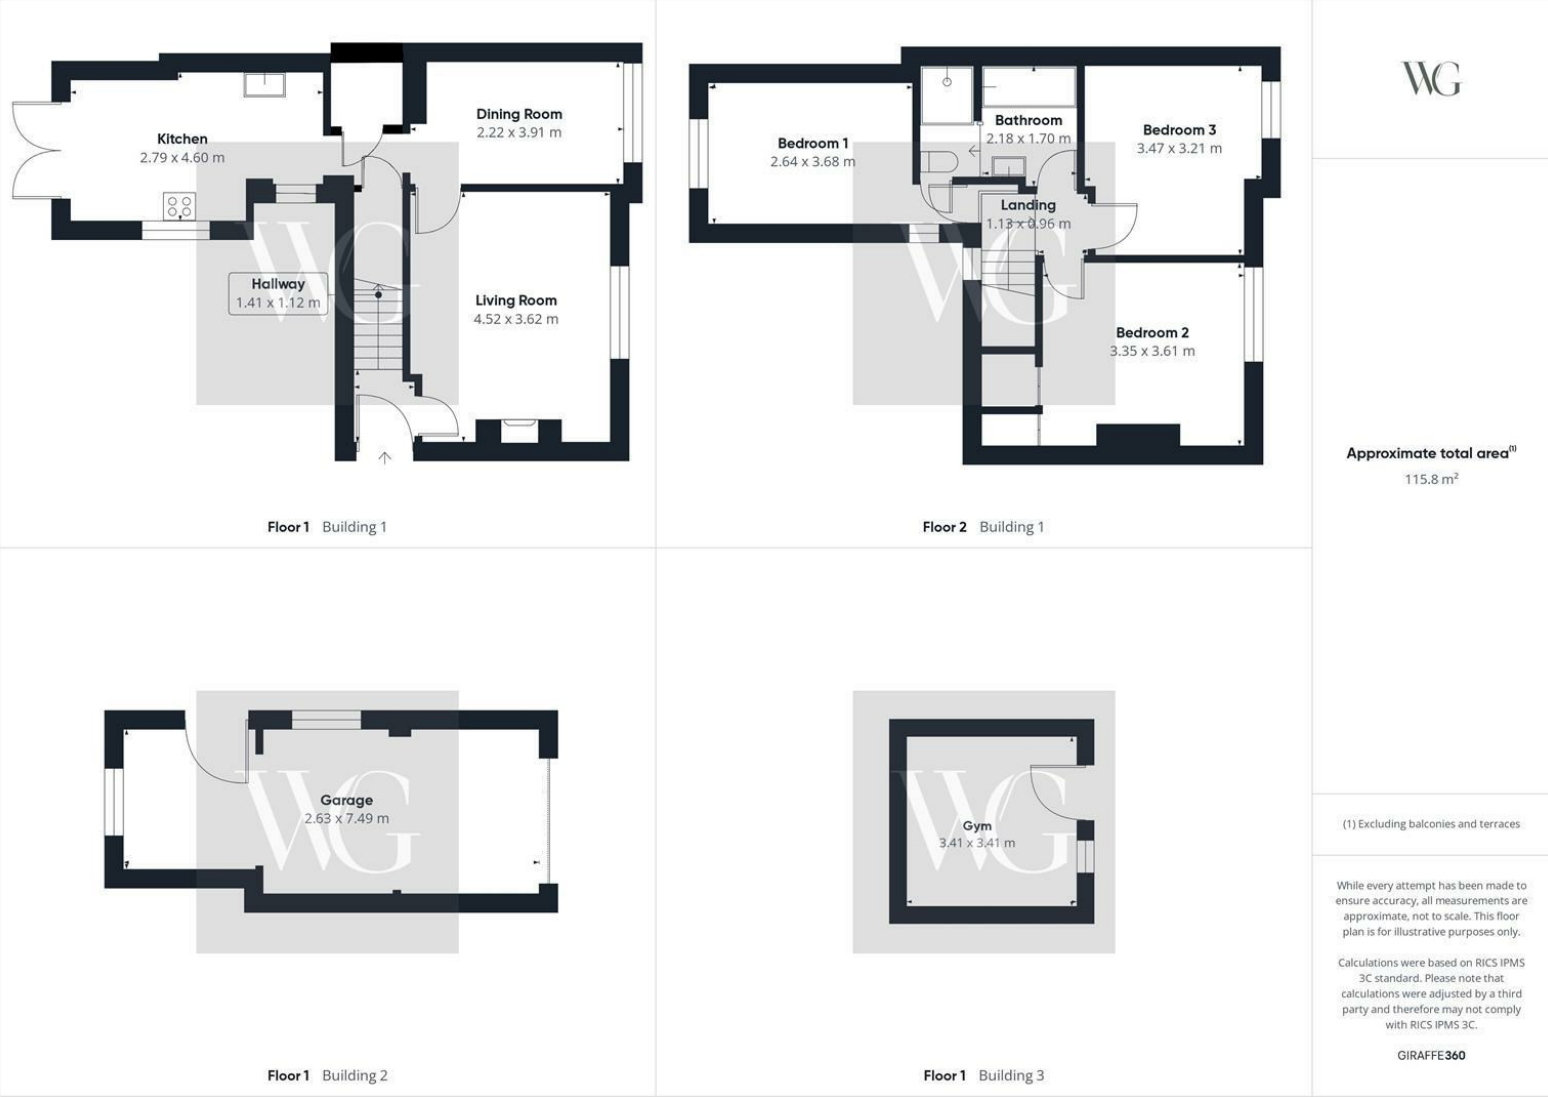 Kitchen
2.79 x 4.60 m
Dining Room
2.22 x 3.91 m
Hallway
1.41 x 1.12 m
Living Room
4.52 x 3.62 m
WG
Floor 1 Building 1
Bedroom 1
2.64 x 3.68 m
Bathroom
2.18 x 1.70 m
Bedroom 3
3.47 x 3.21 m
Landing
1.13 x 0.96 m
Bedroom 2
3.35 x 3.61 m
WG
Floor 2 Building 1
Garage
2.63 x 7.49 m
WG
Floor 1 Building 2
Gym
3.41 x 3.41 m
WG
Floor 1 Building 3
WG
Approximate total area(1)
115.8 m²
(1) Excluding balconies and terraces
While every attempt has been made to
ensure accuracy, all measurements are
approximate, not to scale. This floor
plan is for illustrative purposes only.
Calculations were based on RICS IPMS
3C standard. Please note that
calculations were adjusted by a third
party and therefore may not comply
with RICS IPMS 3C.
GIRAFFE360